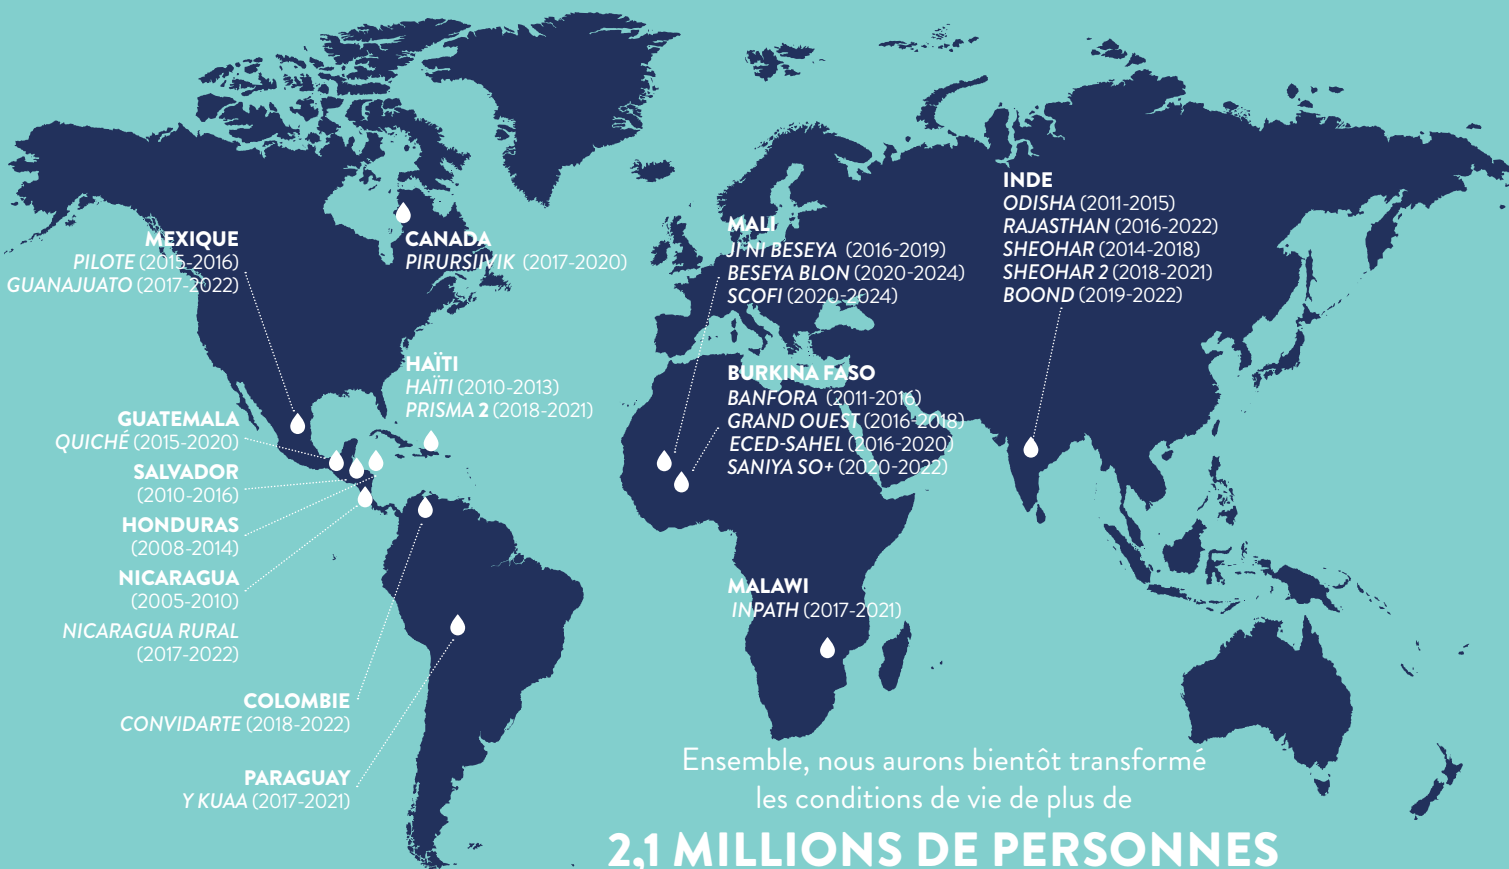 MEXIQUE
PILOTE (2015-2016)
GUANAJUATO (2017-2022)
CANADA
PIRURSIIVIK (2017-2020)
HAÏTI
HAÏTI (2010-2013)
PRISMA 2 (2018-2021)
GUATEMALA
QUICHÉ (2015-2020)
SALVADOR
(2010-2016)
HONDURAS
(2008-2014)
NICARAGUA
(2005-2010)
NICARAGUA RURAL
(2017-2022)
COLOMBIE
CONVIDARTE (2018-2022)
PARAGUAY
Y KUAA (2017-2021)
MALI
JI NI BESEYA (2016-2019)
BESEYA BLON (2020-2024)
SCOFI (2020-2024)
BURKINA FASO
BANFORA (2011-2016)
GRAND OUEST (2016-2018)
ECED-SAHEL (2016-2020)
SANIYA SO+ (2020-2022)
MALAWI
INPATH (2017-2021)
INDE
ODISHA (2011-2015)
RAJASTHAN (2016-2022)
SHEOHAR (2014-2018)
SHEOHAR 2 (2018-2021)
BOOND (2019-2022)
Ensemble, nous aurons bientôt transformé
les conditions de vie de plus de
2,1 MILLIONS DE PERSONNES